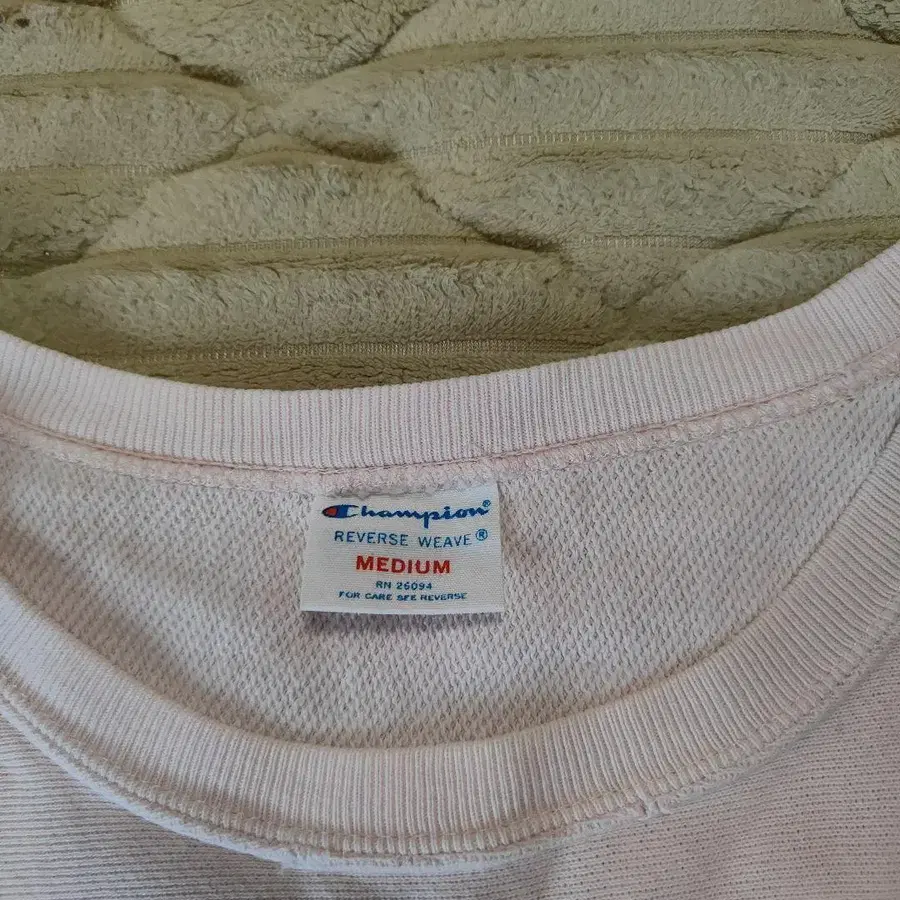 Champion®
REVERSE WEAVE®
MEDIUM
RN 26094
FOR CARE SEE REVERSE